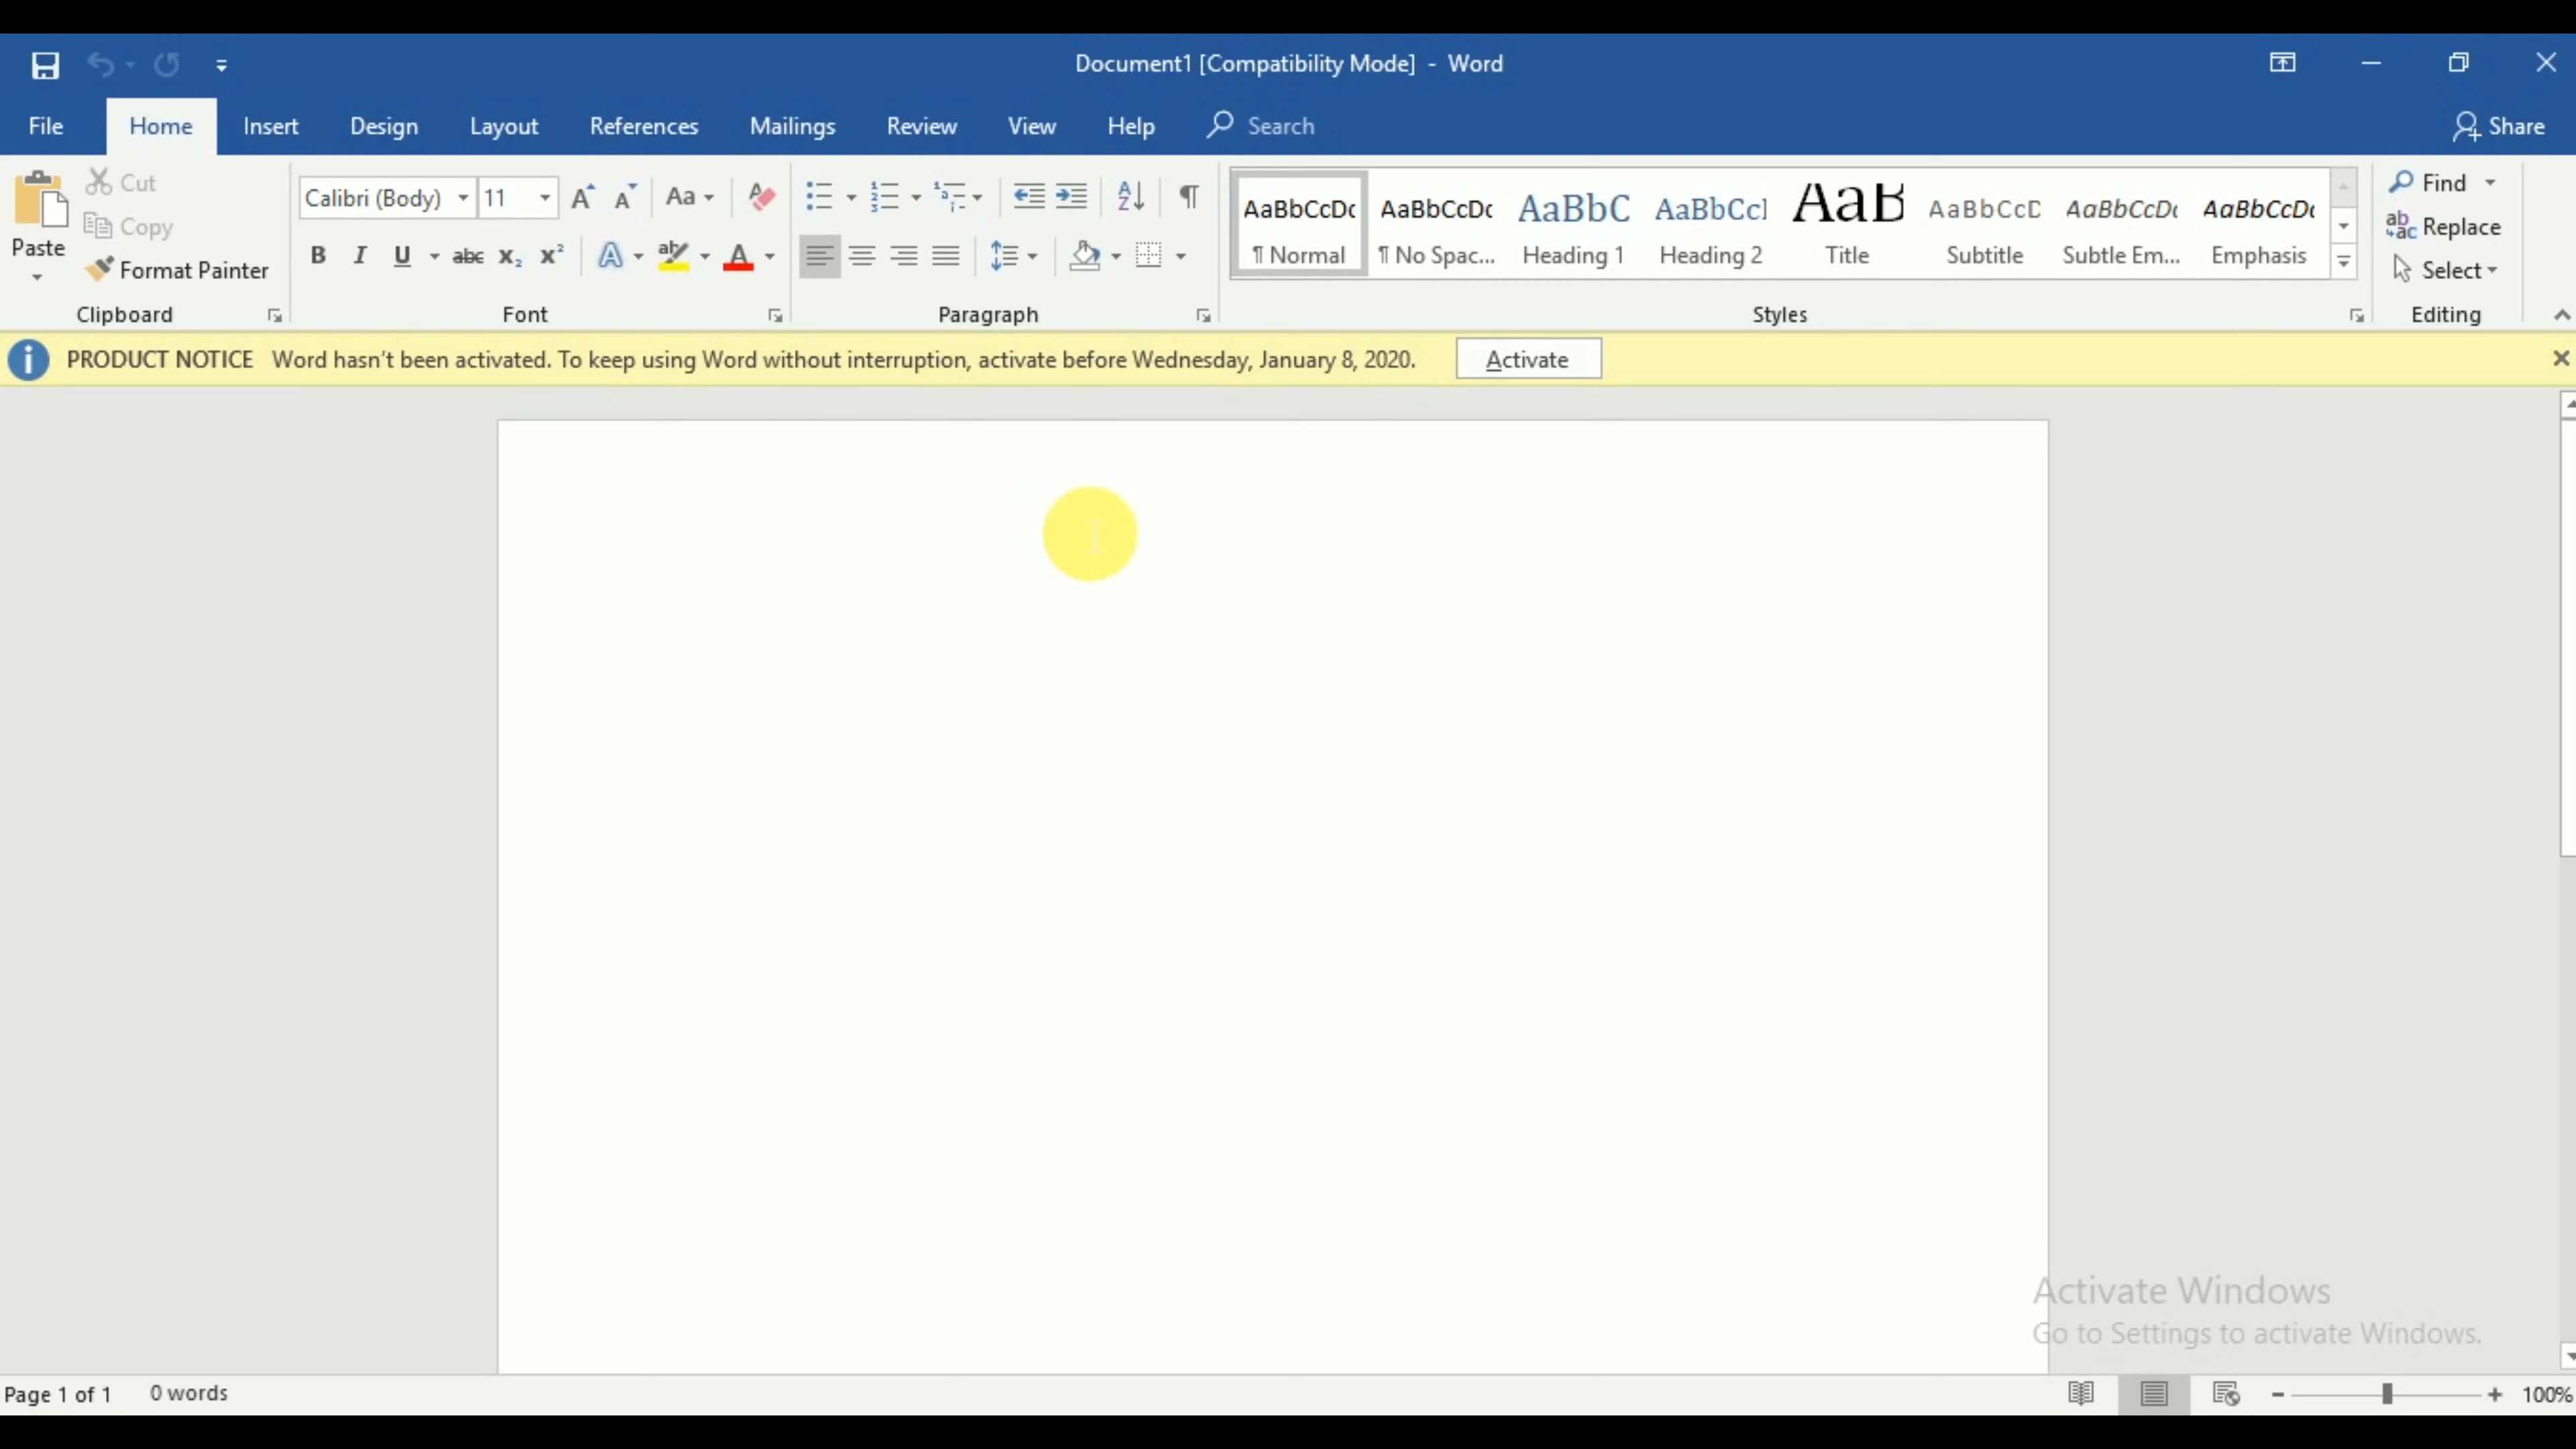 Document1 [Compatibility Mode] - Word
File Home Insert Design Layout References Mailings Review View Help Search Share
Paste
Cut
Copy
Format Painter
Clipboard
Calibri (Body) 11
Font
Paragraph
AaBbCcDc AaBbCcDc AaBbC AaBbCcl AaB AaBbCcD AaBbCcDc AaBbCcDc
¶ Normal ¶ No Spac... Heading 1 Heading 2 Title Subtitle Subtle Em... Emphasis
Styles
Find
Replace
Select
Editing
PRODUCT NOTICE Word hasn't been activated. To keep using Word without interruption, activate before Wednesday, January 8, 2020. Activate
Activate Windows
Go to Settings to activate Windows.
Page 1 of 1 0 words 100%